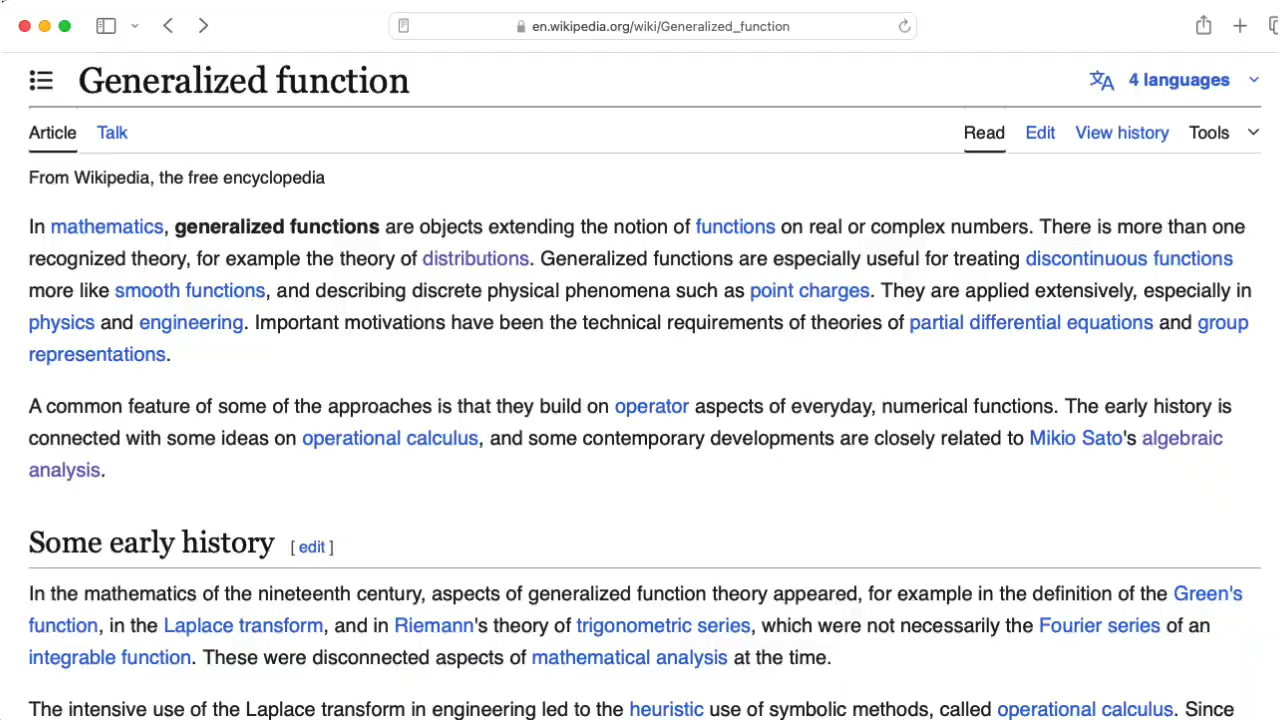 en.wikipedia.org/wiki/Generalized_function
Generalized function
4 languages
Article Talk
Read Edit View history Tools
From Wikipedia, the free encyclopedia
In mathematics, generalized functions are objects extending the notion of functions on real or complex numbers. There is more than one
recognized theory, for example the theory of distributions. Generalized functions are especially useful for treating discontinuous functions
more like smooth functions, and describing discrete physical phenomena such as point charges. They are applied extensively, especially in
physics and engineering. Important motivations have been the technical requirements of theories of partial differential equations and group
representations.
A common feature of some of the approaches is that they build on operator aspects of everyday, numerical functions. The early history is
connected with some ideas on operational calculus, and some contemporary developments are closely related to Mikio Sato's algebraic
analysis.
Some early history [ edit ]
In the mathematics of the nineteenth century, aspects of generalized function theory appeared, for example in the definition of the Green's
function, in the Laplace transform, and in Riemann's theory of trigonometric series, which were not necessarily the Fourier series of an
integrable function. These were disconnected aspects of mathematical analysis at the time.
The intensive use of the Laplace transform in engineering led to the heuristic use of symbolic methods, called operational calculus. Since